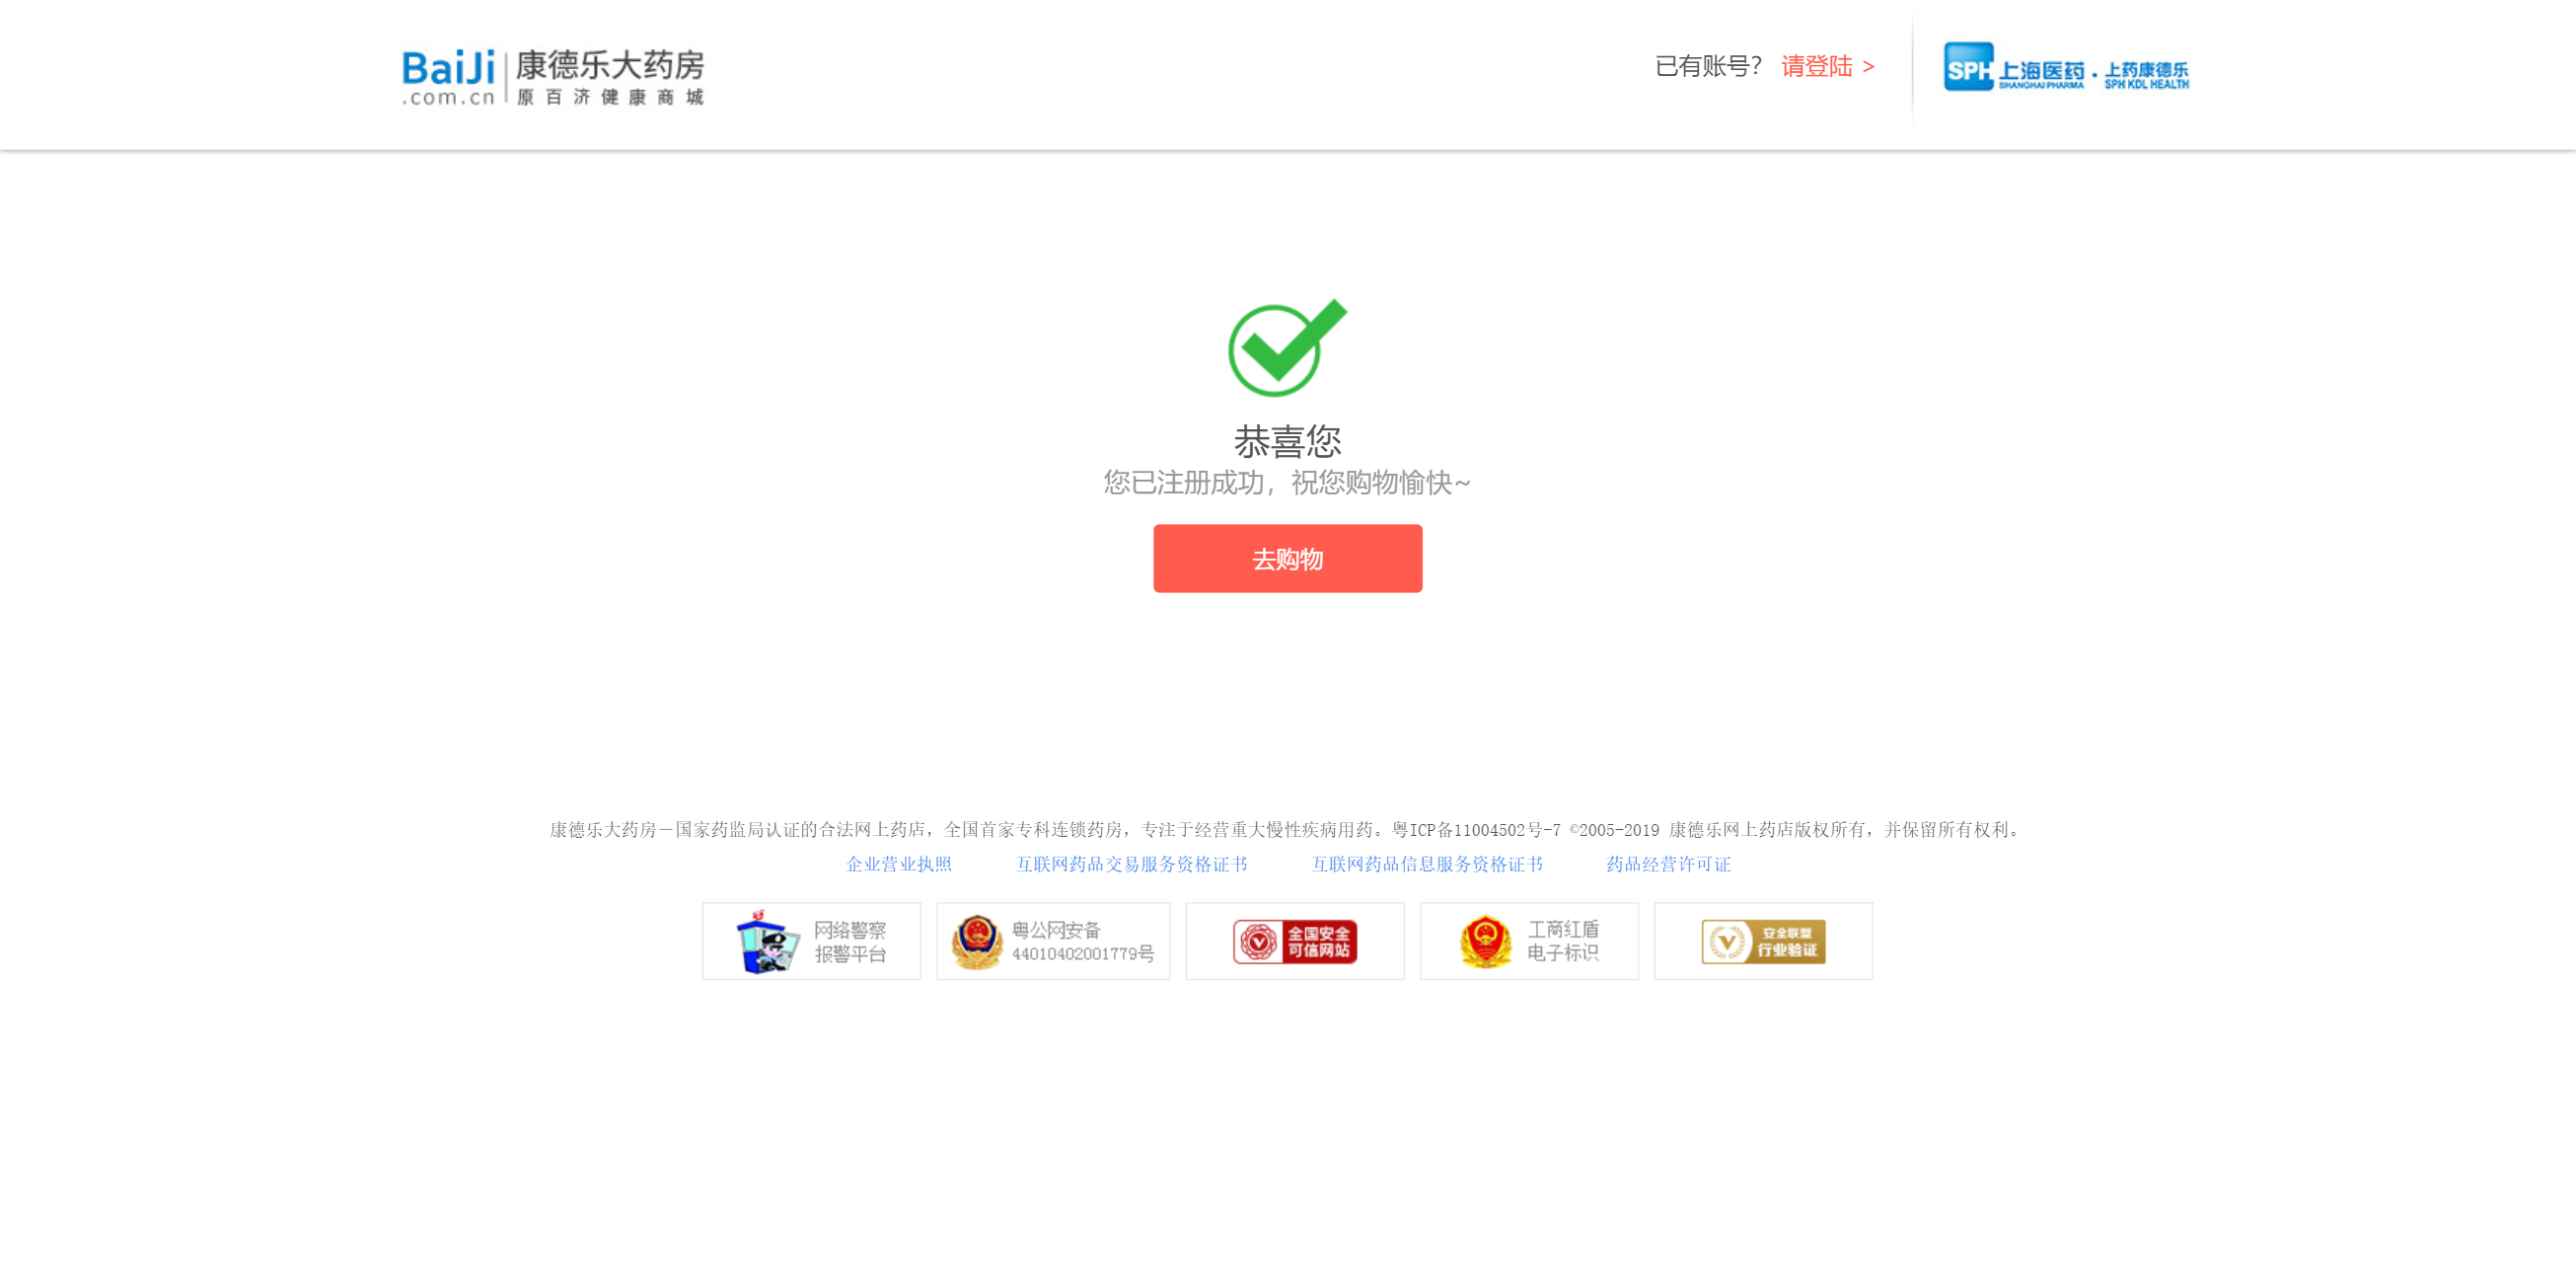 BaiJi
.com.cn
康德乐大药房
原百济健康商城
已有账号? 请登陆 >
SPH 上海医药 · 上药康德乐
SHANGHAI PHARMA SPH KDL HEALTH
恭喜您
您已注册成功，祝您购物愉快~
去购物
康德乐大药房－国家药监局认证的合法网上药店，全国首家专科连锁药房，专注于经营重大慢性疾病用药。粤ICP备11004502号-7 ©2005-2019 康德乐网上药店版权所有，并保留所有权利。
企业营业执照 互联网药品交易服务资格证书 互联网药品信息服务资格证书 药品经营许可证
网络警察
报警平台
粤公网安备
44010402001779号
全国安全
可信网站
工商红盾
电子标识
安全联盟
行业验证